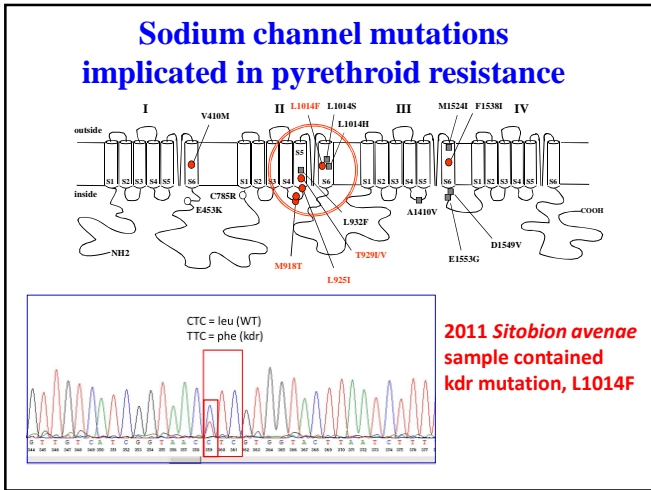 Sodium channel mutations
implicated in pyrethroid resistance
I
II
III
IV
V410M
L1014F
L1014S
L1014H
M1524I
F1538I
outside
inside
S1 S2 S3 S4 S5 S6
S1 S2 S3 S4 S5 S6
S1 S2 S3 S4 S5 S6
S1 S2 S3 S4 S5 S6
E453K
C785R
L932F
A1410V
D1549V
E1553G
COOH
NH2
M918T
T929I/V
L925I
CTC = leu (WT)
TTC = phe (kdr)
2011 Sitobion avenae
sample contained
kdr mutation, L1014F
G T T G T C A T C G G T A A C C T C G T G T A C T T A A T C T T T